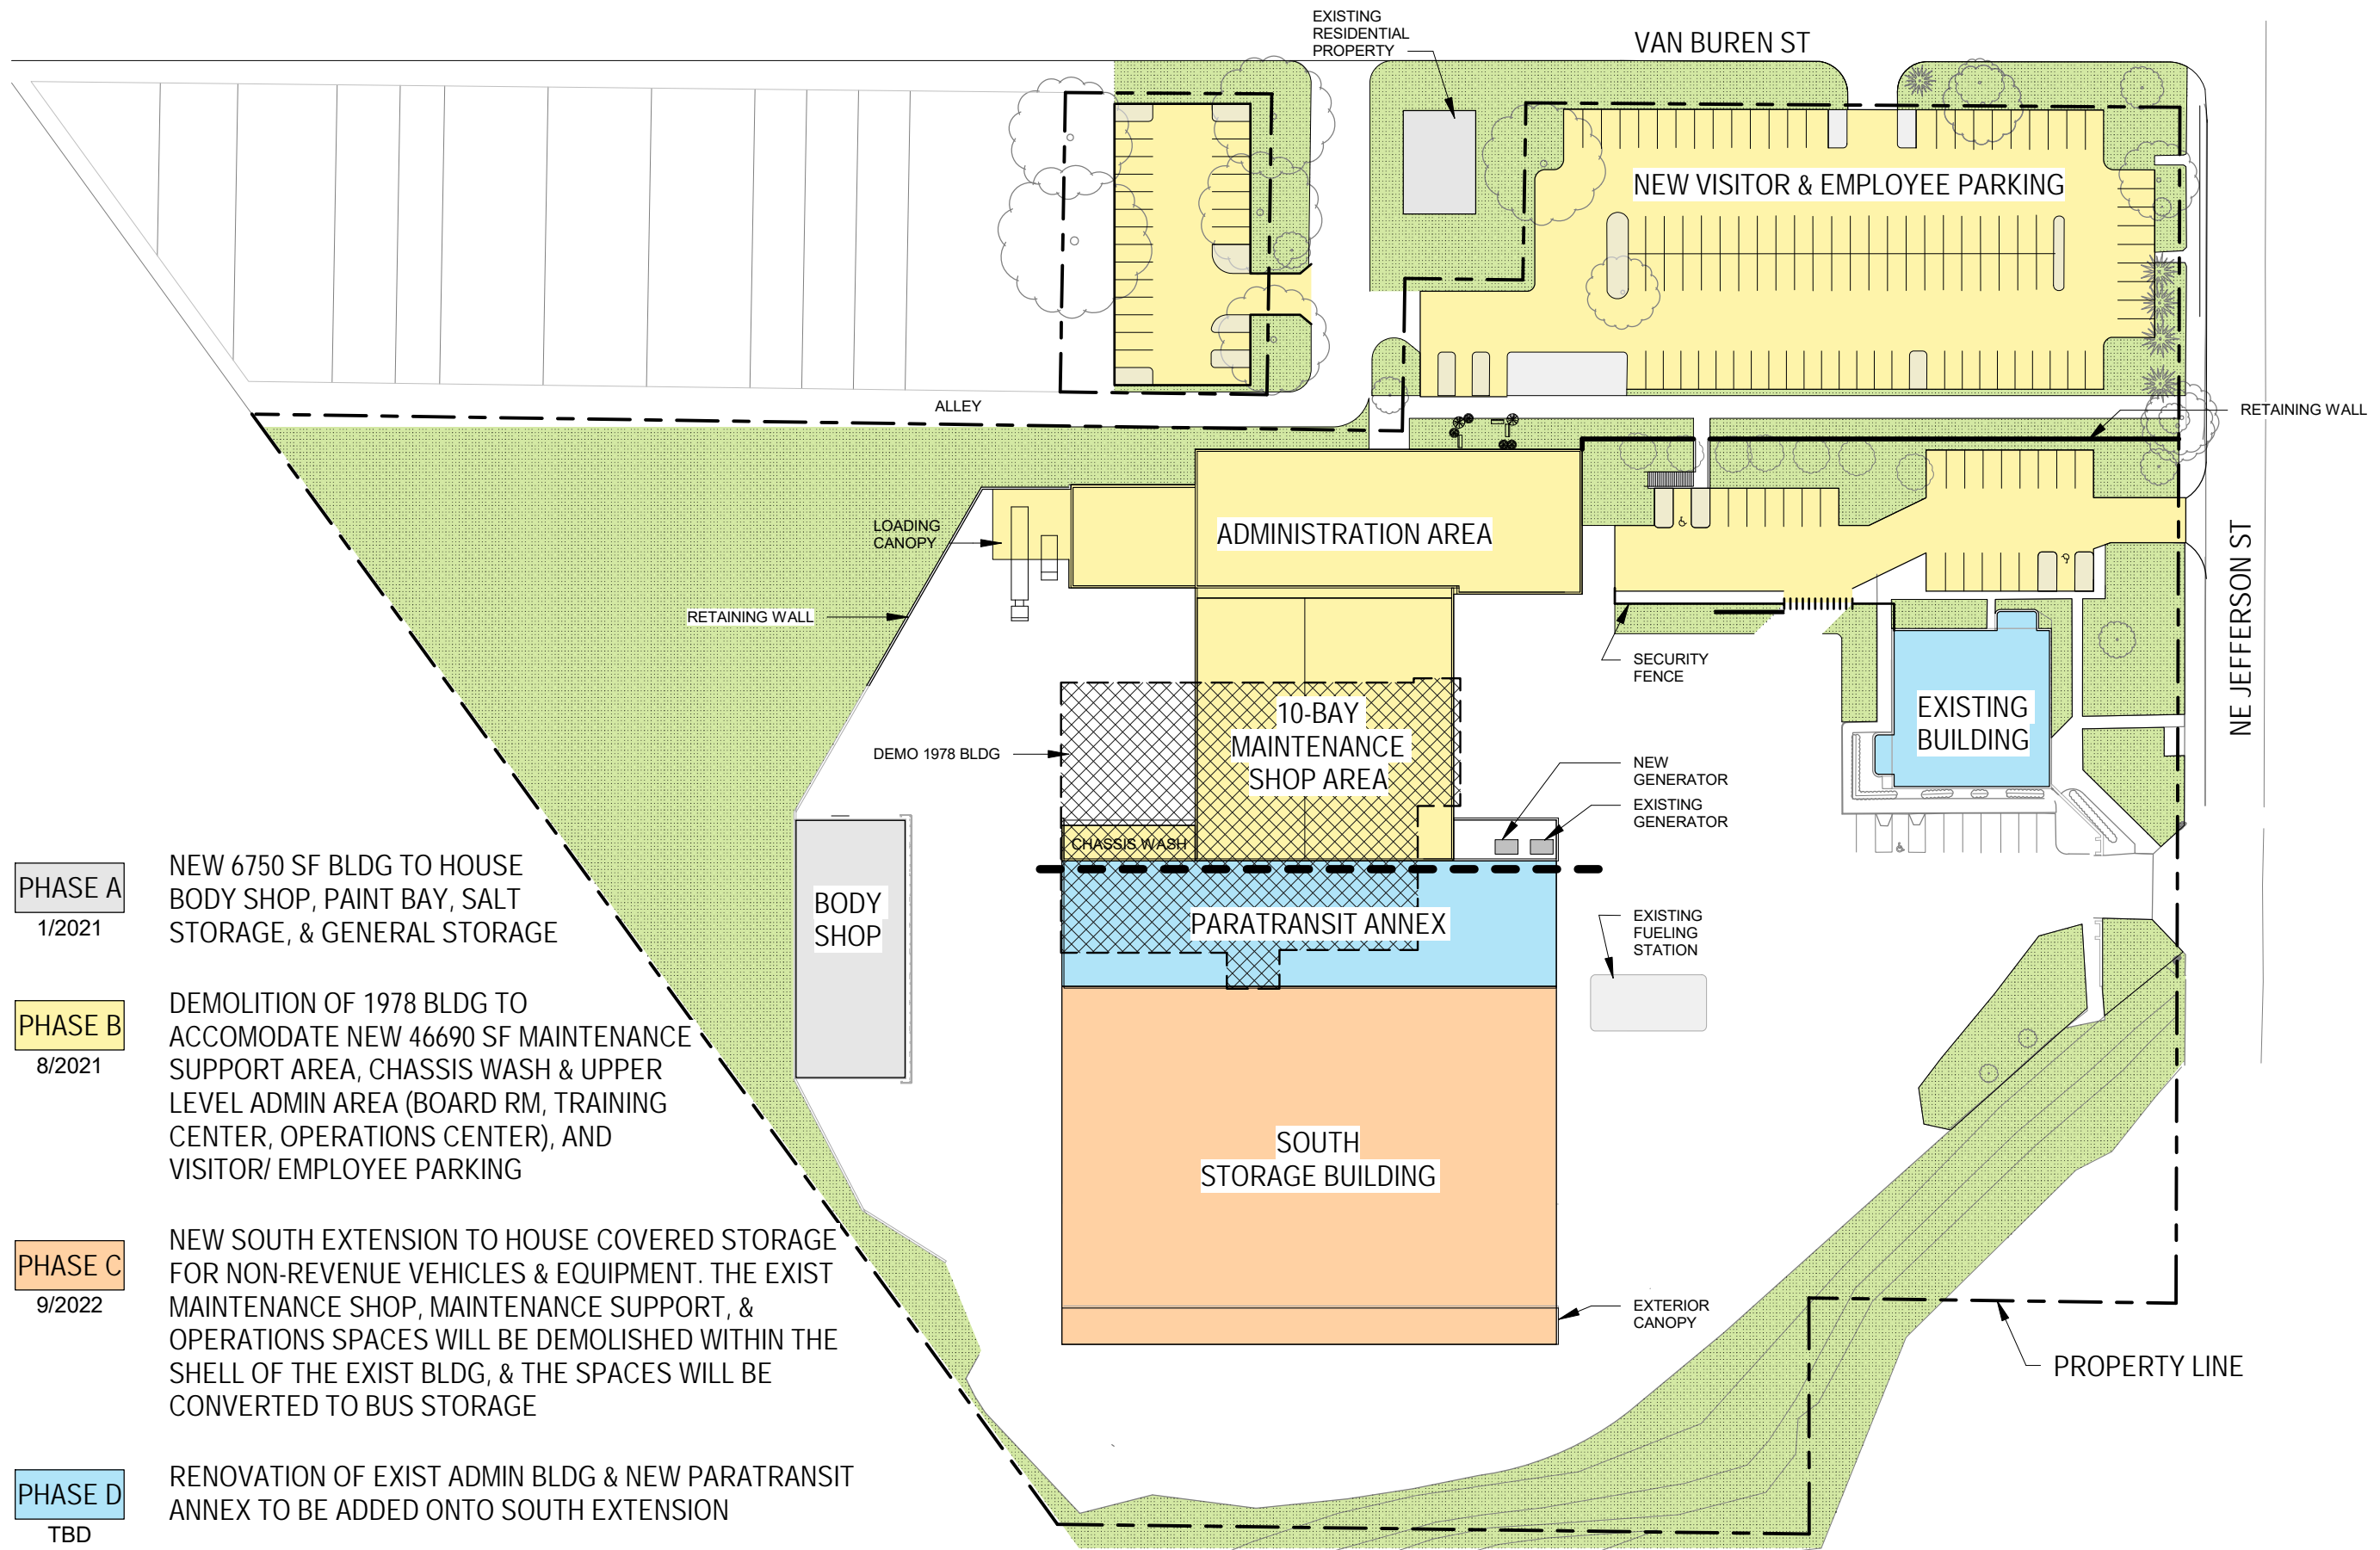 EXISTING
RESIDENTIAL
PROPERTY
VAN BUREN ST
NEW VISITOR & EMPLOYEE PARKING
ALLEY
RETAINING WALL
LOADING
CANOPY
ADMINISTRATION AREA
NE JEFFERSON ST
RETAINING WALL
SECURITY
FENCE
DEMO 1978 BLDG
10-BAY
MAINTENANCE
SHOP AREA
EXISTING
BUILDING
NEW
GENERATOR
EXISTING
GENERATOR
CHASSIS WASH
BODY
SHOP
PARATRANSIT ANNEX
EXISTING
FUELING
STATION
SOUTH
STORAGE BUILDING
EXTERIOR
CANOPY
PROPERTY LINE
PHASE A
1/2021
NEW 6750 SF BLDG TO HOUSE
BODY SHOP, PAINT BAY, SALT
STORAGE, & GENERAL STORAGE
PHASE B
8/2021
DEMOLITION OF 1978 BLDG TO
ACCOMODATE NEW 46690 SF MAINTENANCE
SUPPORT AREA, CHASSIS WASH & UPPER
LEVEL ADMIN AREA (BOARD RM, TRAINING
CENTER, OPERATIONS CENTER), AND
VISITOR/ EMPLOYEE PARKING
PHASE C
9/2022
NEW SOUTH EXTENSION TO HOUSE COVERED STORAGE
FOR NON-REVENUE VEHICLES & EQUIPMENT. THE EXIST
MAINTENANCE SHOP, MAINTENANCE SUPPORT, &
OPERATIONS SPACES WILL BE DEMOLISHED WITHIN THE
SHELL OF THE EXIST BLDG, & THE SPACES WILL BE
CONVERTED TO BUS STORAGE
PHASE D
TBD
RENOVATION OF EXIST ADMIN BLDG & NEW PARATRANSIT
ANNEX TO BE ADDED ONTO SOUTH EXTENSION